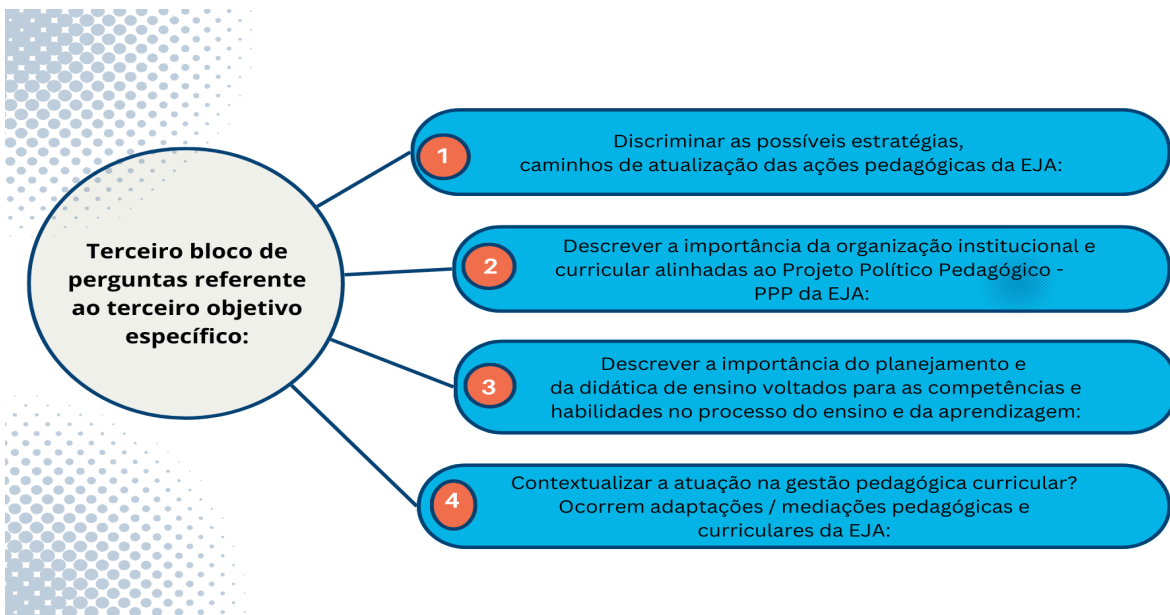 Terceiro bloco de
perguntas referente
ao terceiro objetivo
específico:
1
Discriminar as possíveis estratégias,
caminhos de atualização das ações pedagógicas da EJA:
2
Descrever a importância da organização institucional e
curricular alinhadas ao Projeto Político Pedagógico -
PPP da EJA:
3
Descrever a importância do planejamento e
da didática de ensino voltados para as competências e
habilidades no processo do ensino e da aprendizagem:
4
Contextualizar a atuação na gestão pedagógica curricular?
Ocorrem adaptações / mediações pedagógicas e
curriculares da EJA: